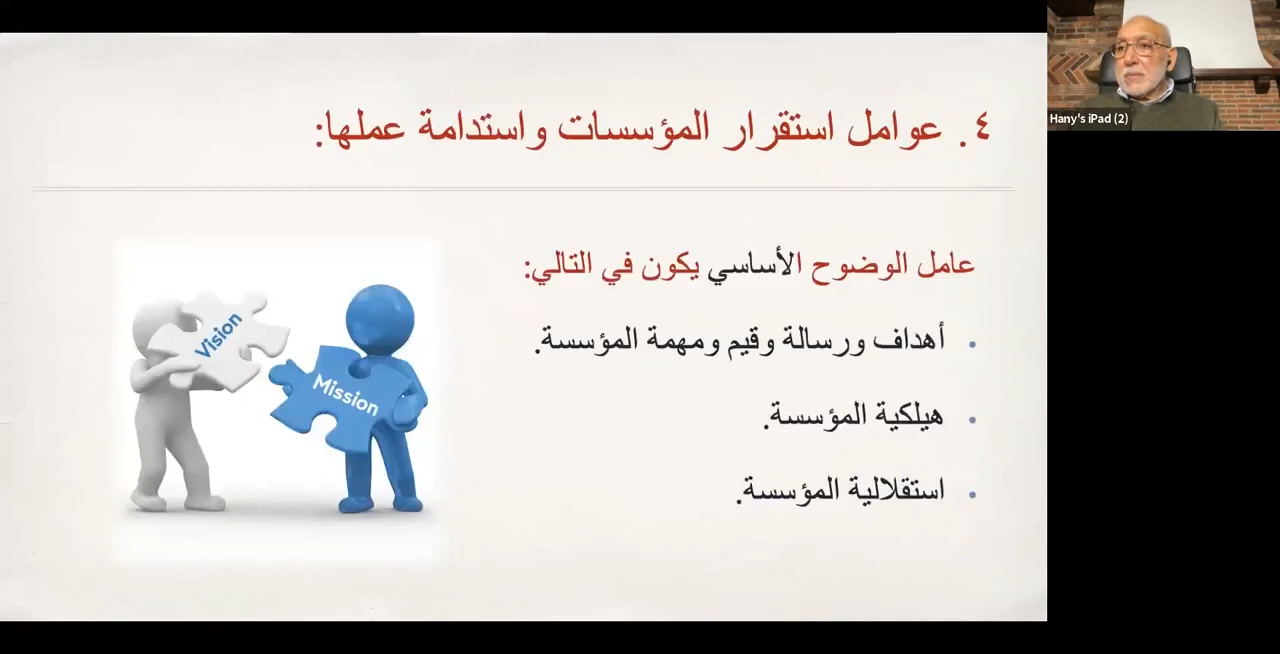 ٤. عوامل استقرار المؤسسات واستدامة عملها:
Hany's iPad (2)
عامل الوضوح الأساسي يكون في التالي:
• أهداف ورسالة وقيم ومهمة المؤسسة.
• هيلكية المؤسسة.
• استقلالية المؤسسة.
Vision
Mission